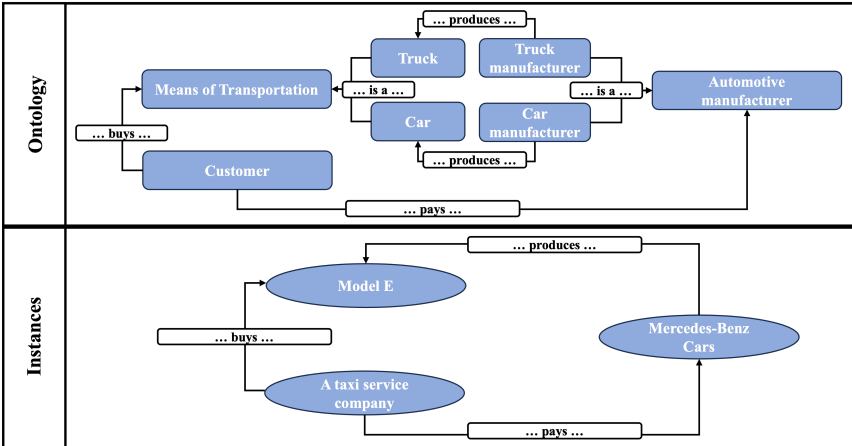 ... produces ...
Ontology
Truck
Truck
manufacturer
Means of Transportation
... is a ...
... is a ...
Automotive
manufacturer
... buys ...
Car
Car
manufacturer
... produces ...
Customer
... pays ...
Instances
... produces ...
Model E
... buys ...
Mercedes-Benz
Cars
A taxi service
company
... pays ...